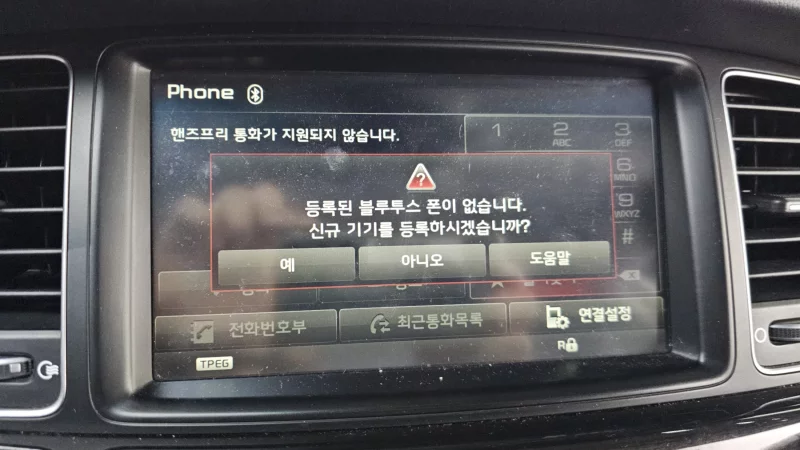 Phone
핸즈프리 통화가 지원되지 않습니다.
1 2 3
ABC DEF
?
등록된 블루투스 폰이 없습니다.
신규 기기를 등록하시겠습니까?
6
MNO
9
WXYZ
#
예 아니오 도움말
전화번호부 최근통화목록 연결설정
R
TPEG